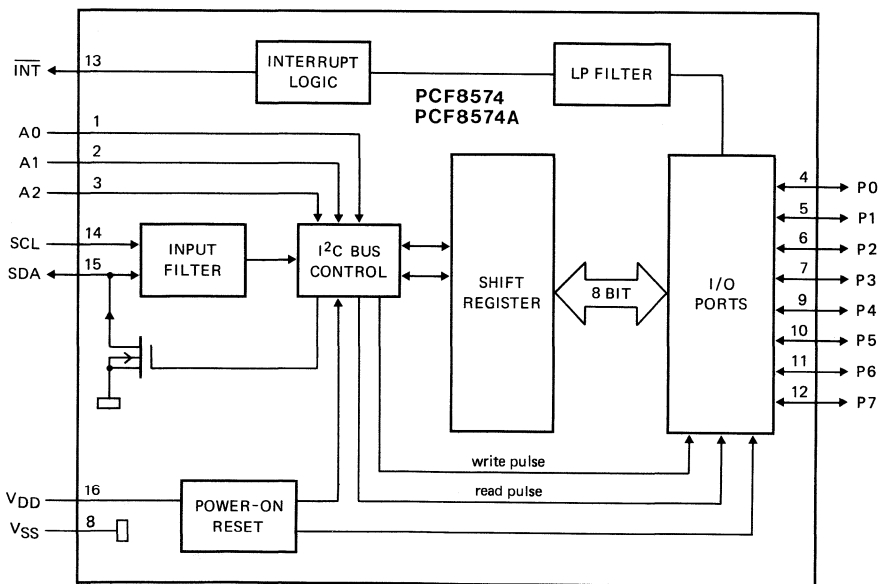 INT
13
INTERRUPT
LOGIC
LP FILTER
PCF8574
PCF8574A
A0
1
A1
2
A2
3
SCL
14
SDA
15
INPUT
FILTER
I²C BUS
CONTROL
SHIFT
REGISTER
8 BIT
I/O
PORTS
4
P0
5
P1
6
P2
7
P3
9
P4
10
P5
11
P6
12
P7
write pulse
read pulse
VDD
16
VSS
8
POWER-ON
RESET